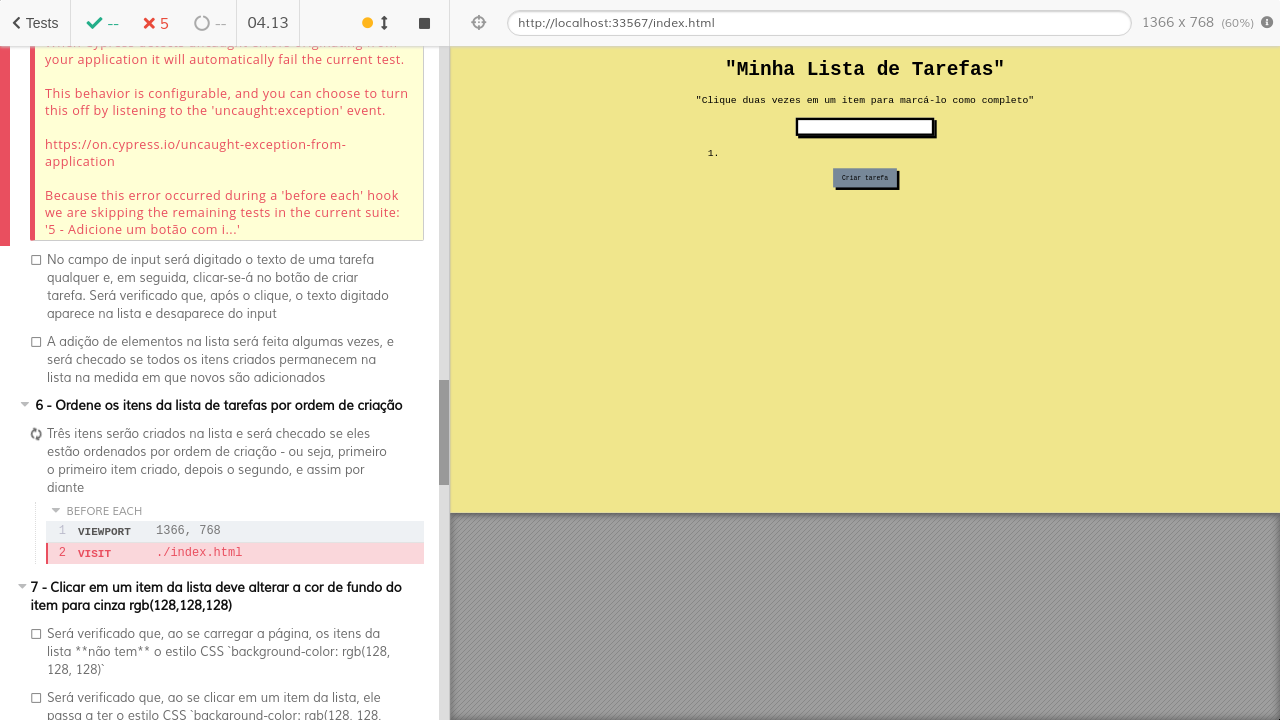 Tests
--
5
--
04.13
http://localhost:33567/index.html
1366 x 768 (60%)
your application it will automatically fail the current test.
This behavior is configurable, and you can choose to turn
this off by listening to the 'uncaught:exception' event.
https://on.cypress.io/uncaught-exception-from-
application
Because this error occurred during a 'before each' hook
we are skipping the remaining tests in the current suite:
'5 - Adicione um botão com i...'
No campo de input será digitado o texto de uma tarefa
qualquer e, em seguida, clicar-se-á no botão de criar
tarefa. Será verificado que, após o clique, o texto digitado
aparece na lista e desaparece do input
A adição de elementos na lista será feita algumas vezes, e
será checado se todos os itens criados permanecem na
lista na medida em que novos são adicionados
6 - Ordene os itens da lista de tarefas por ordem de criação
Três itens serão criados na lista e será checado se eles
estão ordenados por ordem de criação - ou seja, primeiro
o primeiro item criado, depois o segundo, e assim por
diante
BEFORE EACH
1 VIEWPORT 1366, 768
2 VISIT ./index.html
7 - Clicar em um item da lista deve alterar a cor de fundo do
item para cinza rgb(128,128,128)
Será verificado que, ao se carregar a página, os itens da
lista **não tem** o estilo CSS `background-color: rgb(128,
128, 128)`
Será verificado que, ao se clicar em um item da lista, ele
passa a ter o estilo CSS `background-color: rgb(128, 128,
"Minha Lista de Tarefas"
"Clique duas vezes em um item para marcá-lo como completo"
1.
Criar tarefa